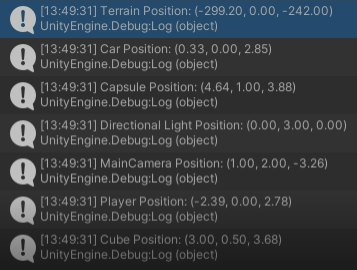 [13:49:31] Terrain Position: (-299.20, 0.00, -242.00)
UnityEngine.Debug:Log (object)
[13:49:31] Car Position: (0.33, 0.00, 2.85)
UnityEngine.Debug:Log (object)
[13:49:31] Capsule Position: (4.64, 1.00, 3.88)
UnityEngine.Debug:Log (object)
[13:49:31] Directional Light Position: (0.00, 3.00, 0.00)
UnityEngine.Debug:Log (object)
[13:49:31] MainCamera Position: (1.00, 2.00, -3.26)
UnityEngine.Debug:Log (object)
[13:49:31] Player Position: (-2.39, 0.00, 2.78)
UnityEngine.Debug:Log (object)
[13:49:31] Cube Position: (3.00, 0.50, 3.68)
UnityEngine.Debug:Log (object)